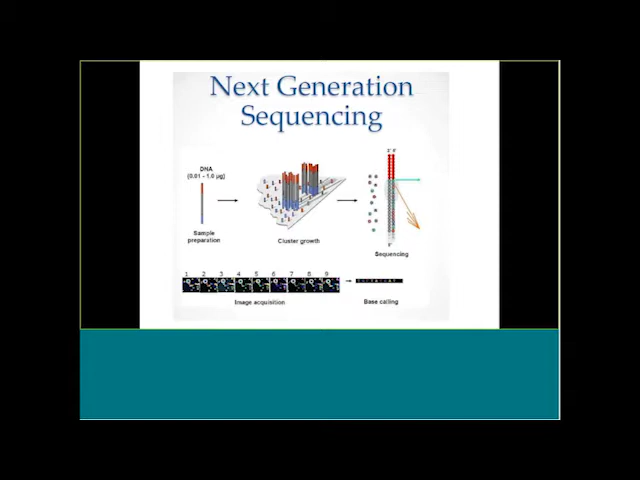 Next Generation
Sequencing
DNA
(0.01 - 1.0 µg)
Sample
preparation
Cluster growth
Sequencing
1 2 3 4 5 6 7 8 9
Image acquisition
Base calling